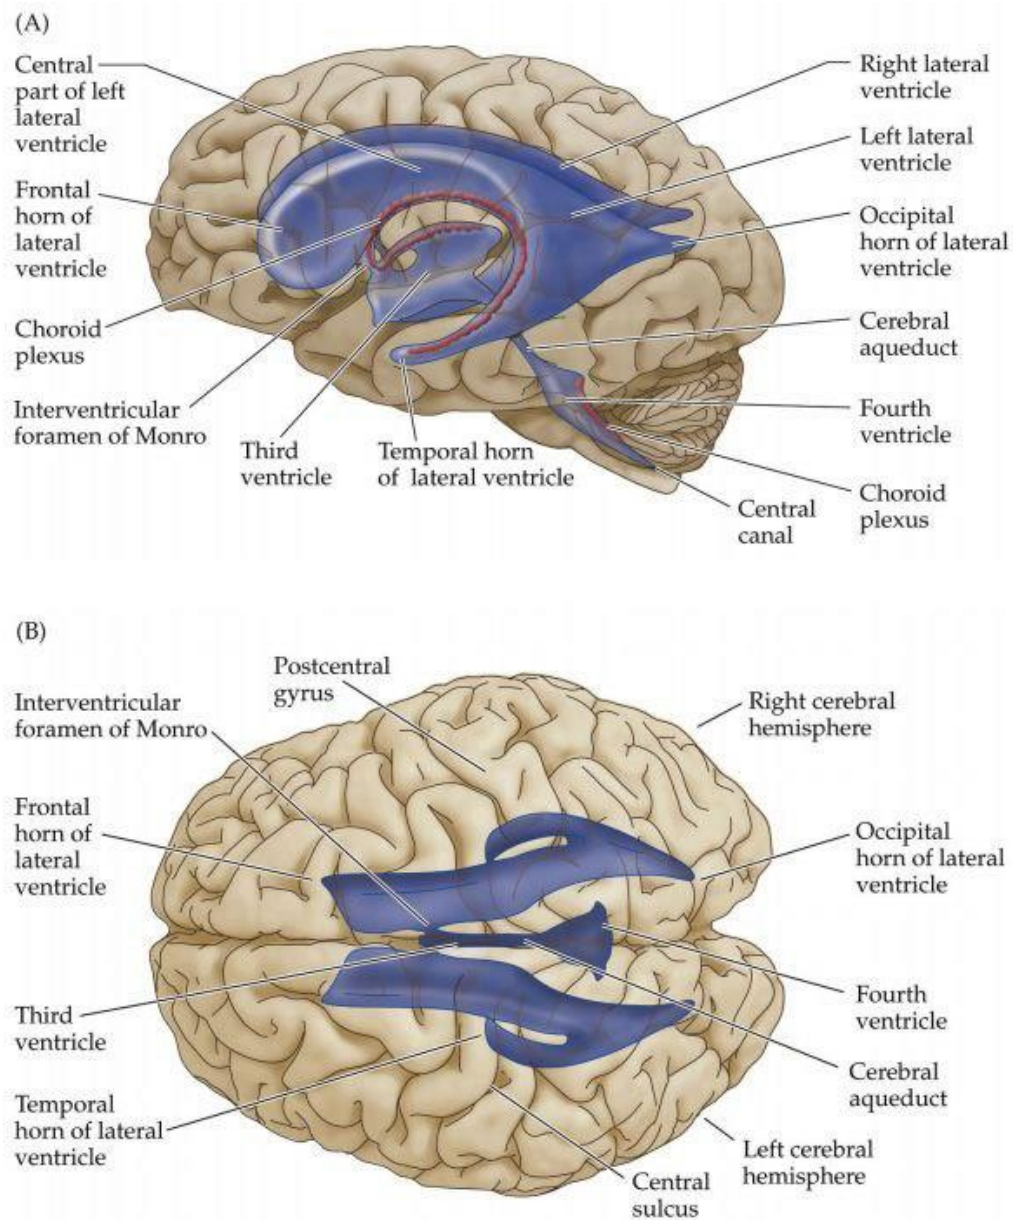 (A)
Central
part of left
lateral
ventricle
Frontal
horn of
lateral
ventricle
Choroid
plexus
Interventricular
foramen of Monro
Third
ventricle
Temporal horn
of lateral ventricle
Right lateral
ventricle
Left lateral
ventricle
Occipital
horn of lateral
ventricle
Cerebral
aqueduct
Fourth
ventricle
Choroid
plexus
Central
canal
(B)
Postcentral
gyrus
Interventricular
foramen of Monro
Frontal
horn of
lateral
ventricle
Third
ventricle
Temporal
horn of lateral
ventricle
Right cerebral
hemisphere
Occipital
horn of lateral
ventricle
Fourth
ventricle
Cerebral
aqueduct
Left cerebral
hemisphere
Central
sulcus